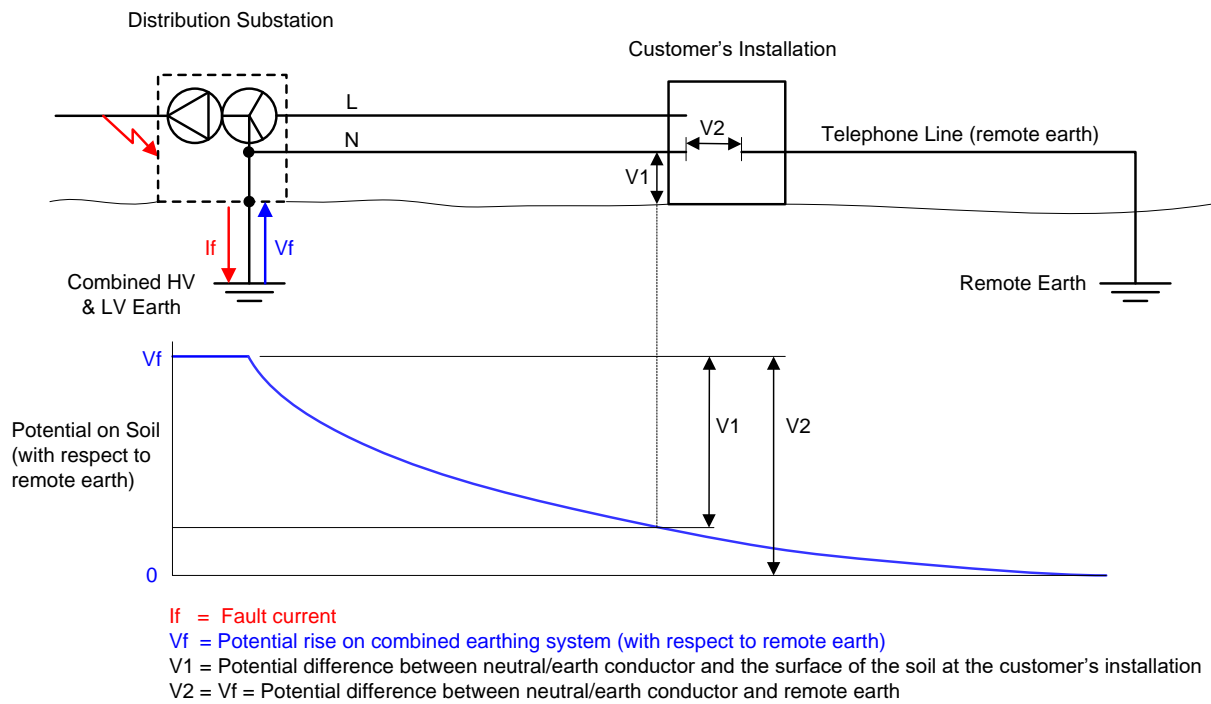 Distribution Substation
Customer's Installation
L
N
V2
V1
Telephone Line (remote earth)
If
Vf
Combined HV
& LV Earth
Remote Earth
Vf
V1
V2
Potential on Soil
(with respect to
remote earth)
0
If = Fault current
Vf = Potential rise on combined earthing system (with respect to remote earth)
V1 = Potential difference between neutral/earth conductor and the surface of the soil at the customer's installation
V2 = Vf = Potential difference between neutral/earth conductor and remote earth